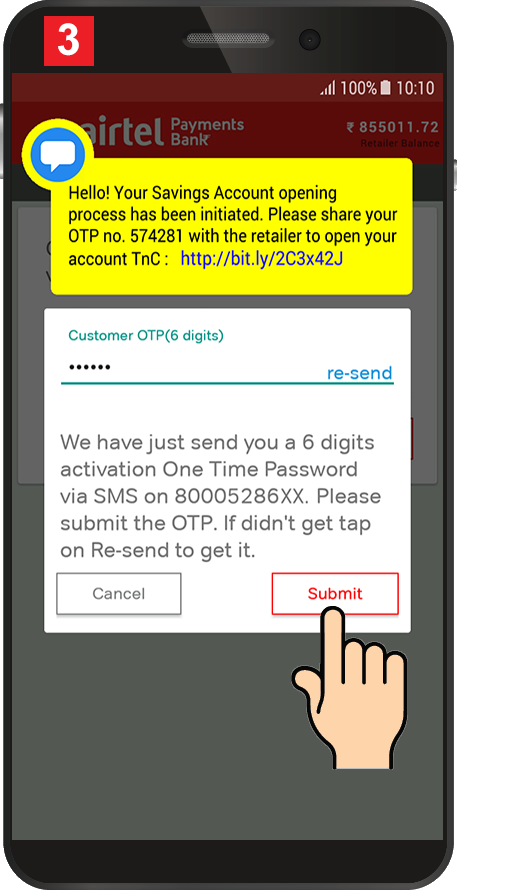 3
100% 10:10
airtel Payments Bank
₹ 855011.72
Retailer Balance
Hello! Your Savings Account opening
process has been initiated. Please share your
OTP no. 574281 with the retailer to open your
account TnC : http://bit.ly/2C3x42J
Customer OTP(6 digits)
••••••
re-send
We have just send you a 6 digits
activation One Time Password
via SMS on 80005286XX. Please
submit the OTP. If didn't get tap
on Re-send to get it.
Cancel Submit